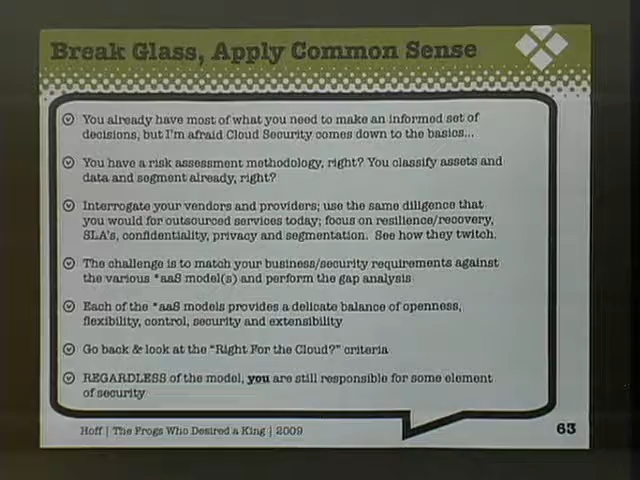 Break Glass, Apply Common Sense
You already have most of what you need to make an informed set of
decisions, but I'm afraid Cloud Security comes down to the basics...
You have a risk assessment methodology, right? You classify assets and
data and segment already, right?
Interrogate your vendors and providers; use the same diligence that
you would for outsourced services today; focus on resilience/recovery,
SLA's, confidentiality, privacy and segmentation. See how they twitch.
The challenge is to match your business/security requirements against
the various *aaS model(s) and perform the gap analysis
Each of the *aaS models provides a delicate balance of openness,
flexibility, control, security and extensibility
Go back & look at the "Right For the Cloud?" criteria
REGARDLESS of the model, you are still responsible for some element
of security
Hoff | The Frogs Who Desired a King | 2009
63